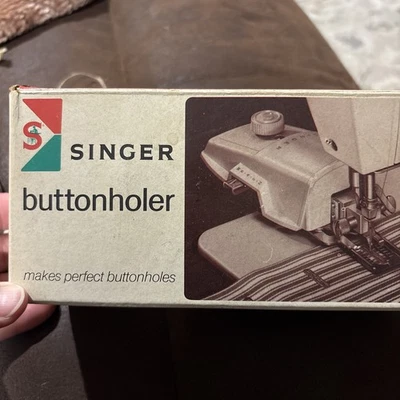 S
SINGER
buttonholer
makes perfect buttonholes